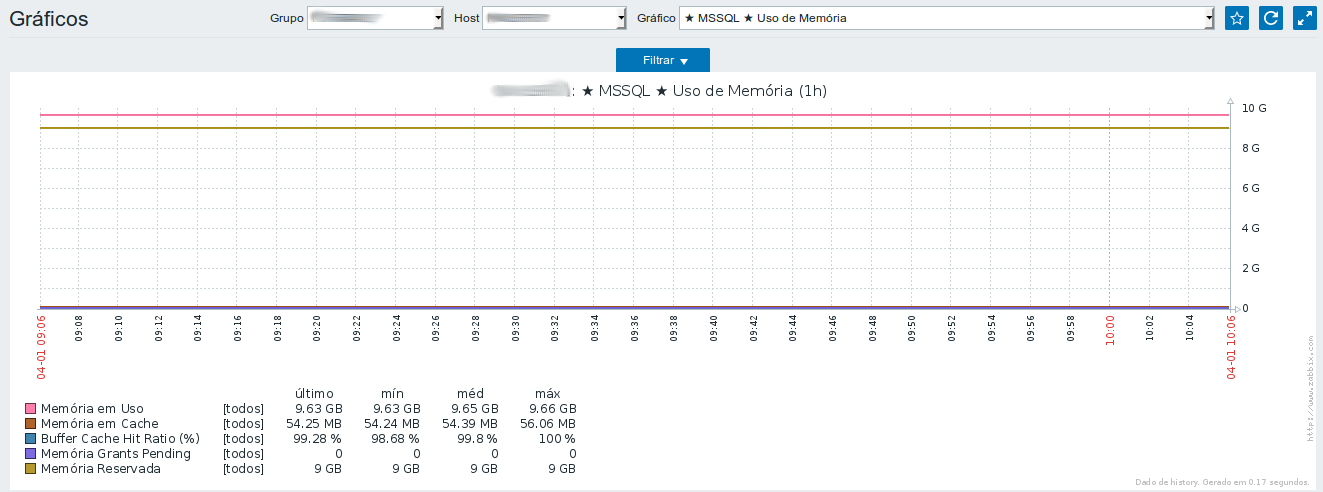 Gráficos Grupo Host Gráfico ★ MSSQL ★ Uso de Memória
Filtrar ▼
: ★ MSSQL ★ Uso de Memória (1h)
10 G
8 G
6 G
4 G
2 G
0
04-01 09:06 09:08 09:10 09:12 09:14 09:16 09:18 09:20 09:22 09:24 09:26 09:28 09:30 09:32 09:34 09:36 09:38 09:40 09:42 09:44 09:46 09:48 09:50 09:52 09:54 09:56 09:58 10:00 10:02 10:04 04-01 10:06
último mín méd máx
Memória em Uso [todos] 9.63 GB 9.63 GB 9.65 GB 9.66 GB
Memória em Cache [todos] 54.25 MB 54.24 MB 54.39 MB 56.06 MB
Buffer Cache Hit Ratio (%) [todos] 99.28 % 98.68 % 99.8 % 100 %
Memória Grants Pending [todos] 0 0 0 0
Memória Reservada [todos] 9 GB 9 GB 9 GB 9 GB
http://www.zabbix.com
Dado de history. Gerado em 0.17 segundos.